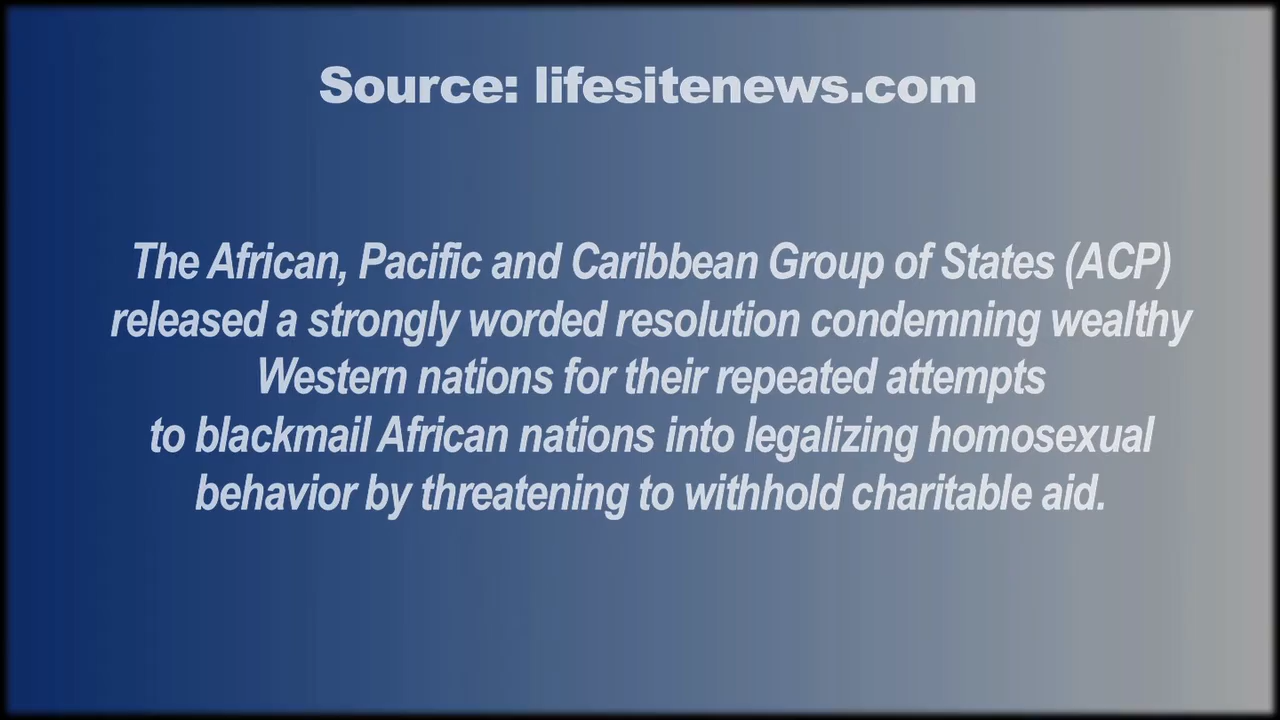 Source: lifesitenews.com
The African, Pacific and Caribbean Group of States (ACP)
released a strongly worded resolution condemning wealthy
Western nations for their repeated attempts
to blackmail African nations into legalizing homosexual
behavior by threatening to withhold charitable aid.